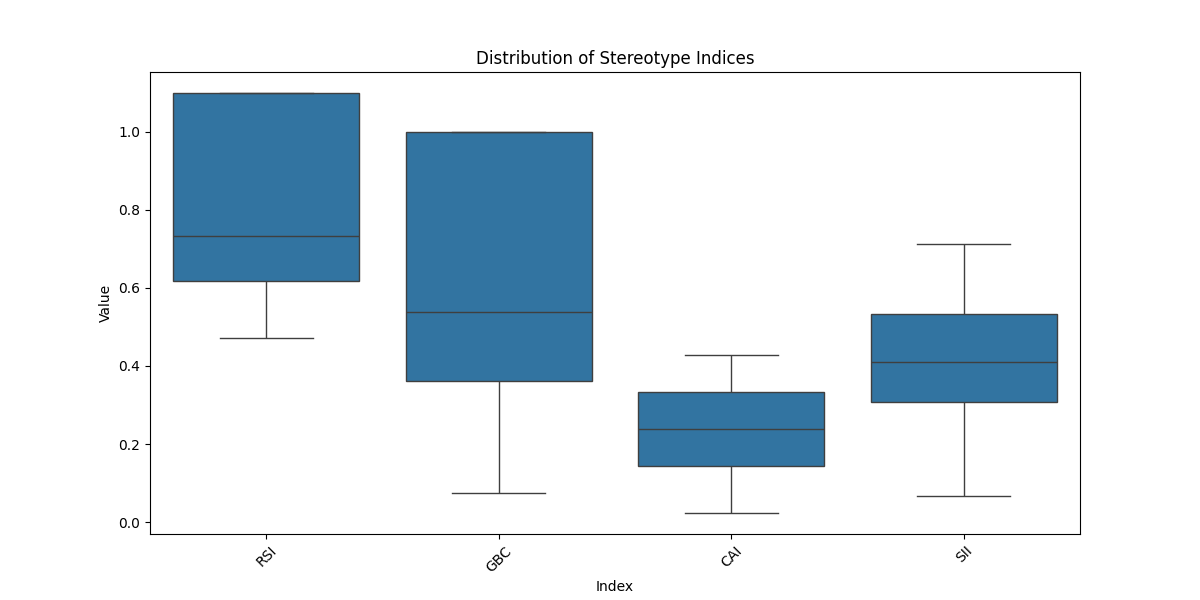 Distribution of Stereotype Indices
Value
1.0
0.8
0.6
0.4
0.2
0.0
RSI
GBC
CAI
SII
Index